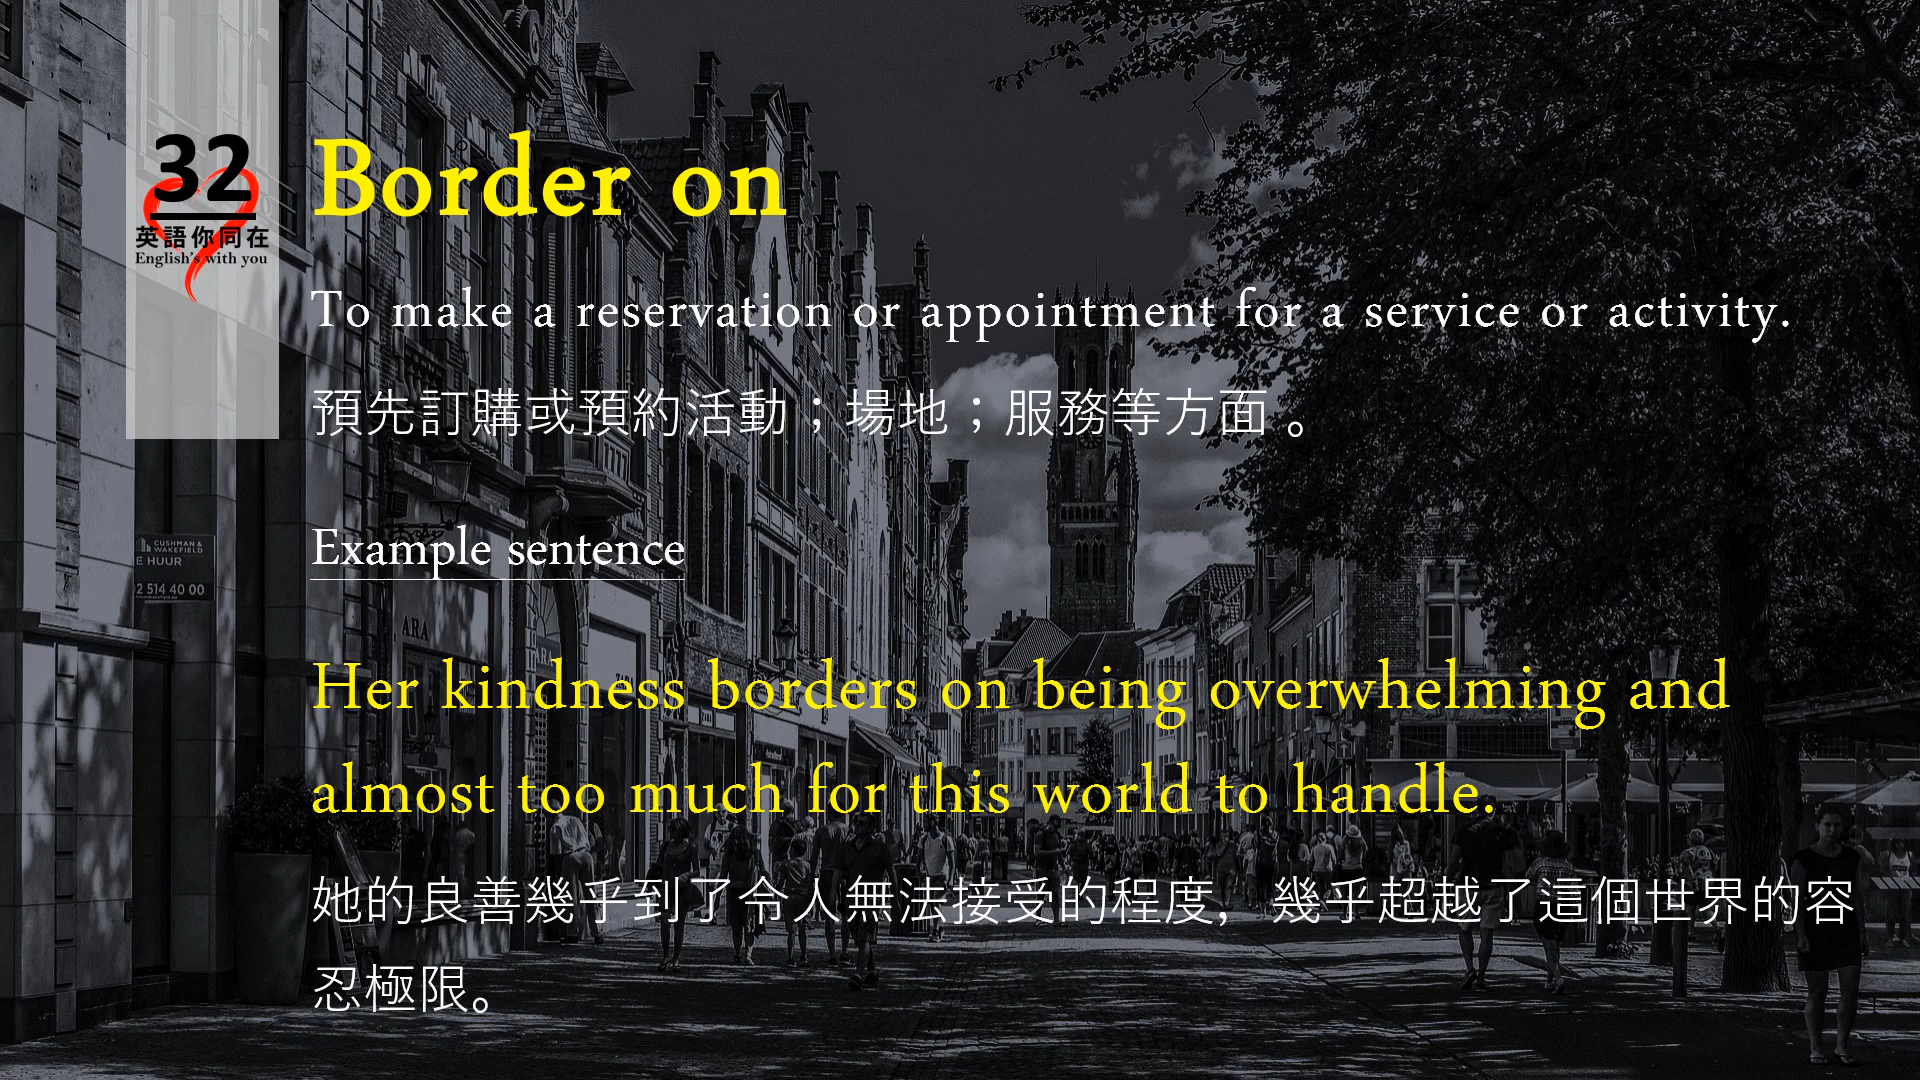 32
英語你同在
English's with you
Border on
To make a reservation or appointment for a service or activity.
預先訂購或預約活動；場地；服務等方面 。
Example sentence
CUSHMAN &
WAKEFIELD
E HUUR
2 514 40 00
ARA
ARA
Her kindness borders on being overwhelming and
almost too much for this world to handle.
她的良善幾乎到了令人無法接受的程度，幾乎超越了這個世界的容
忍極限。